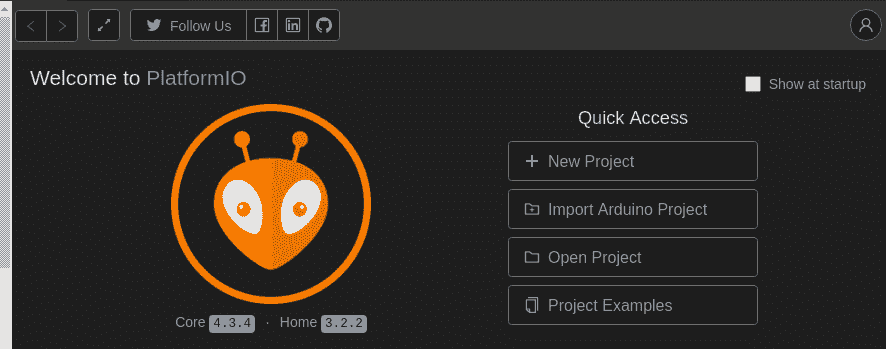 Follow Us
Welcome to PlatformIO
Show at startup
Quick Access
New Project
Import Arduino Project
Open Project
Project Examples
Core 4.3.4 · Home 3.2.2